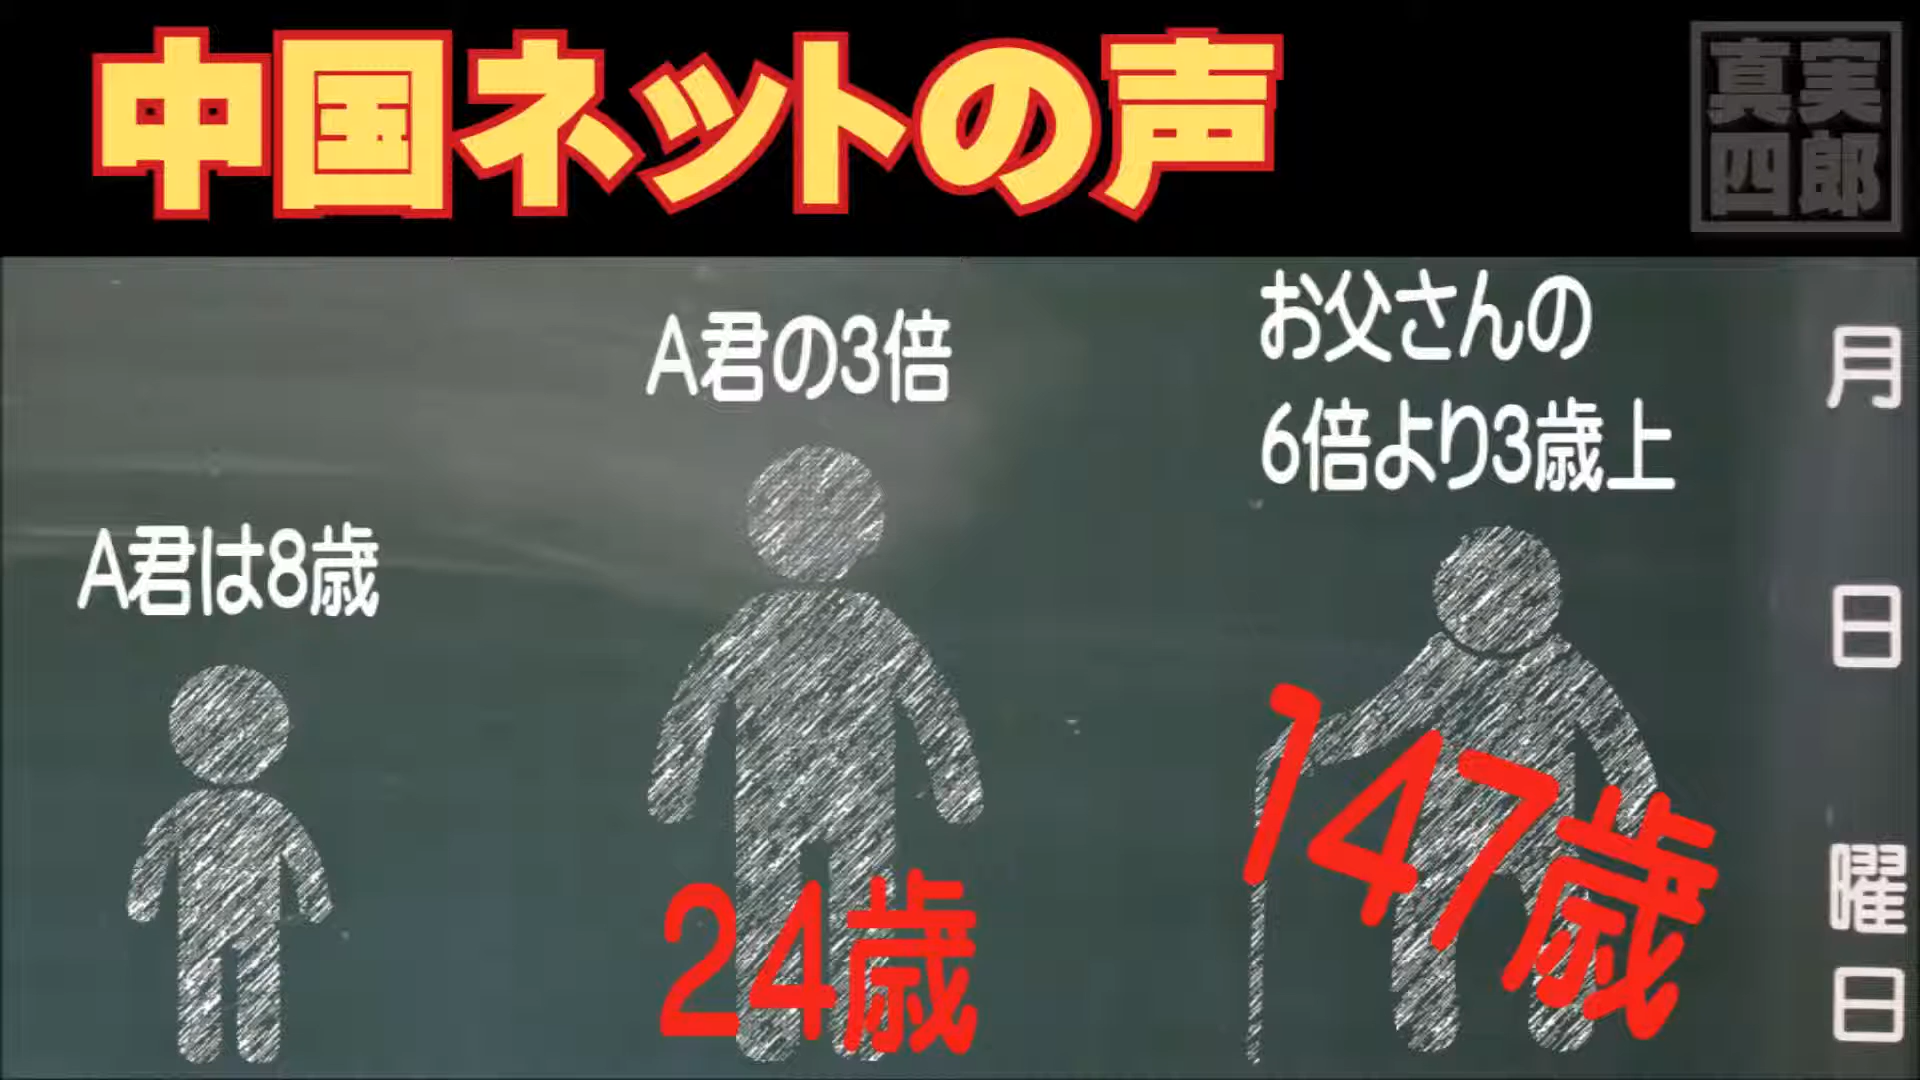 中国ネットの声
真実
四郎
A君は8歳
A君の3倍
24歳
お父さんの
6倍より3歳上
147歳
月
日
曜
日